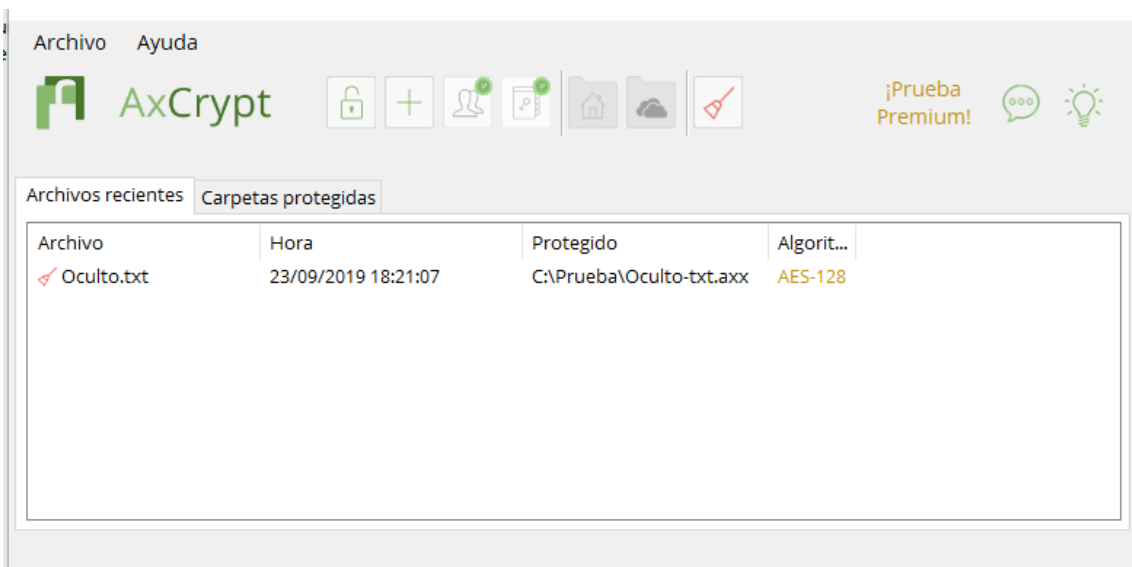 Archivo Ayuda
AxCrypt
¡Prueba
Premium!
Archivos recientes Carpetas protegidas
Archivo Hora Protegido Algorit...
Oculto.txt 23/09/2019 18:21:07 C:\Prueba\Oculto-txt.axx AES-128